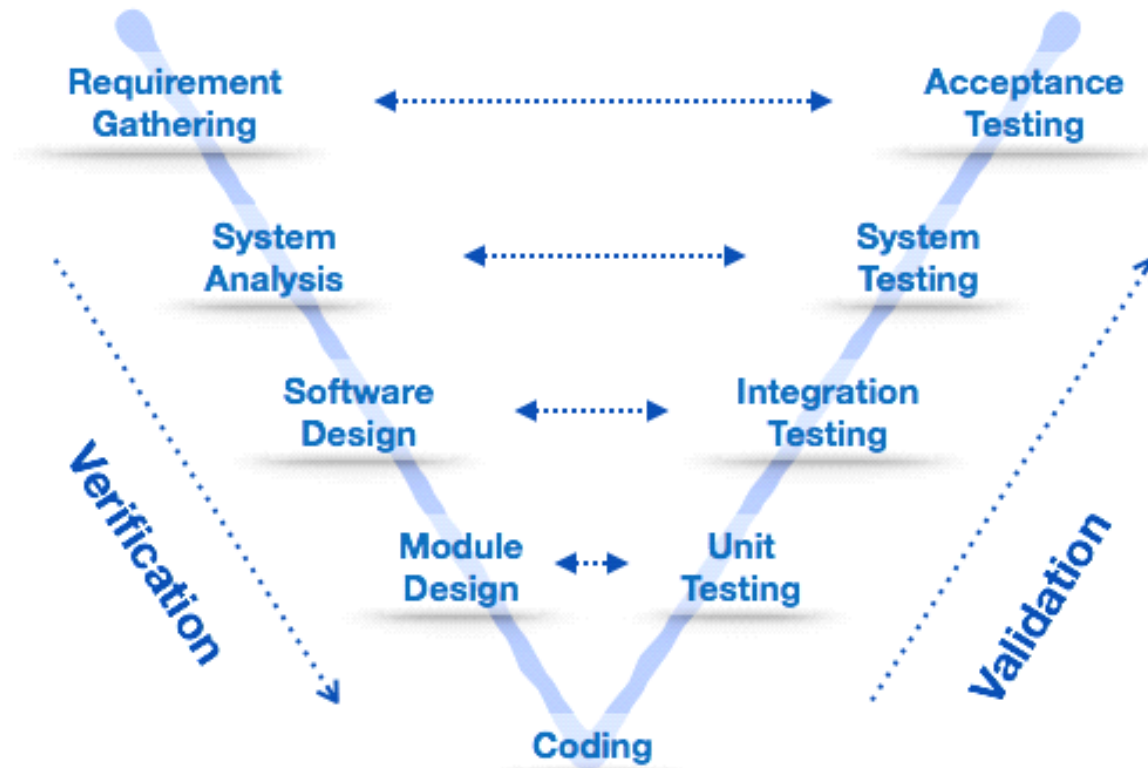 Requirement
Gathering
Acceptance
Testing
System
Analysis
System
Testing
Software
Design
Integration
Testing
Module
Design
Unit
Testing
Verification
Validation
Coding